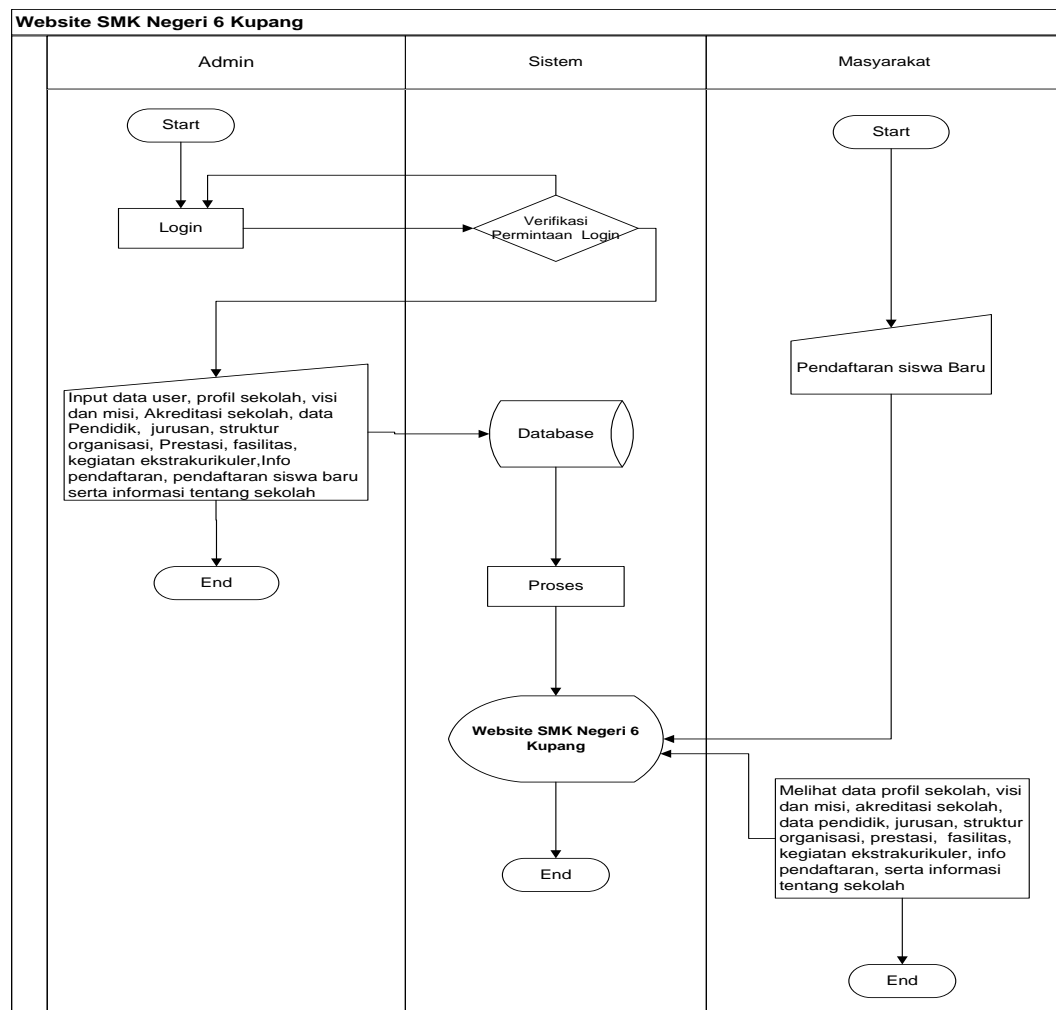 Website SMK Negeri 6 Kupang
Admin
Sistem
Masyarakat
Start
Start
Login
Verifikasi
Permintaan Login
Pendaftaran siswa Baru
Input data user, profil sekolah, visi
dan misi, Akreditasi sekolah, data
Pendidik, jurusan, struktur
organisasi, Prestasi, fasilitas,
kegiatan ekstrakurikuler,Info
pendaftaran, pendaftaran siswa baru
serta informasi tentang sekolah
Database
End
Proses
Website SMK Negeri 6
Kupang
Melihat data profil sekolah, visi
dan misi, akreditasi sekolah,
data pendidik, jurusan, struktur
organisasi, prestasi, fasilitas,
kegiatan ekstrakurikuler, info
pendaftaran, serta informasi
tentang sekolah
End
End